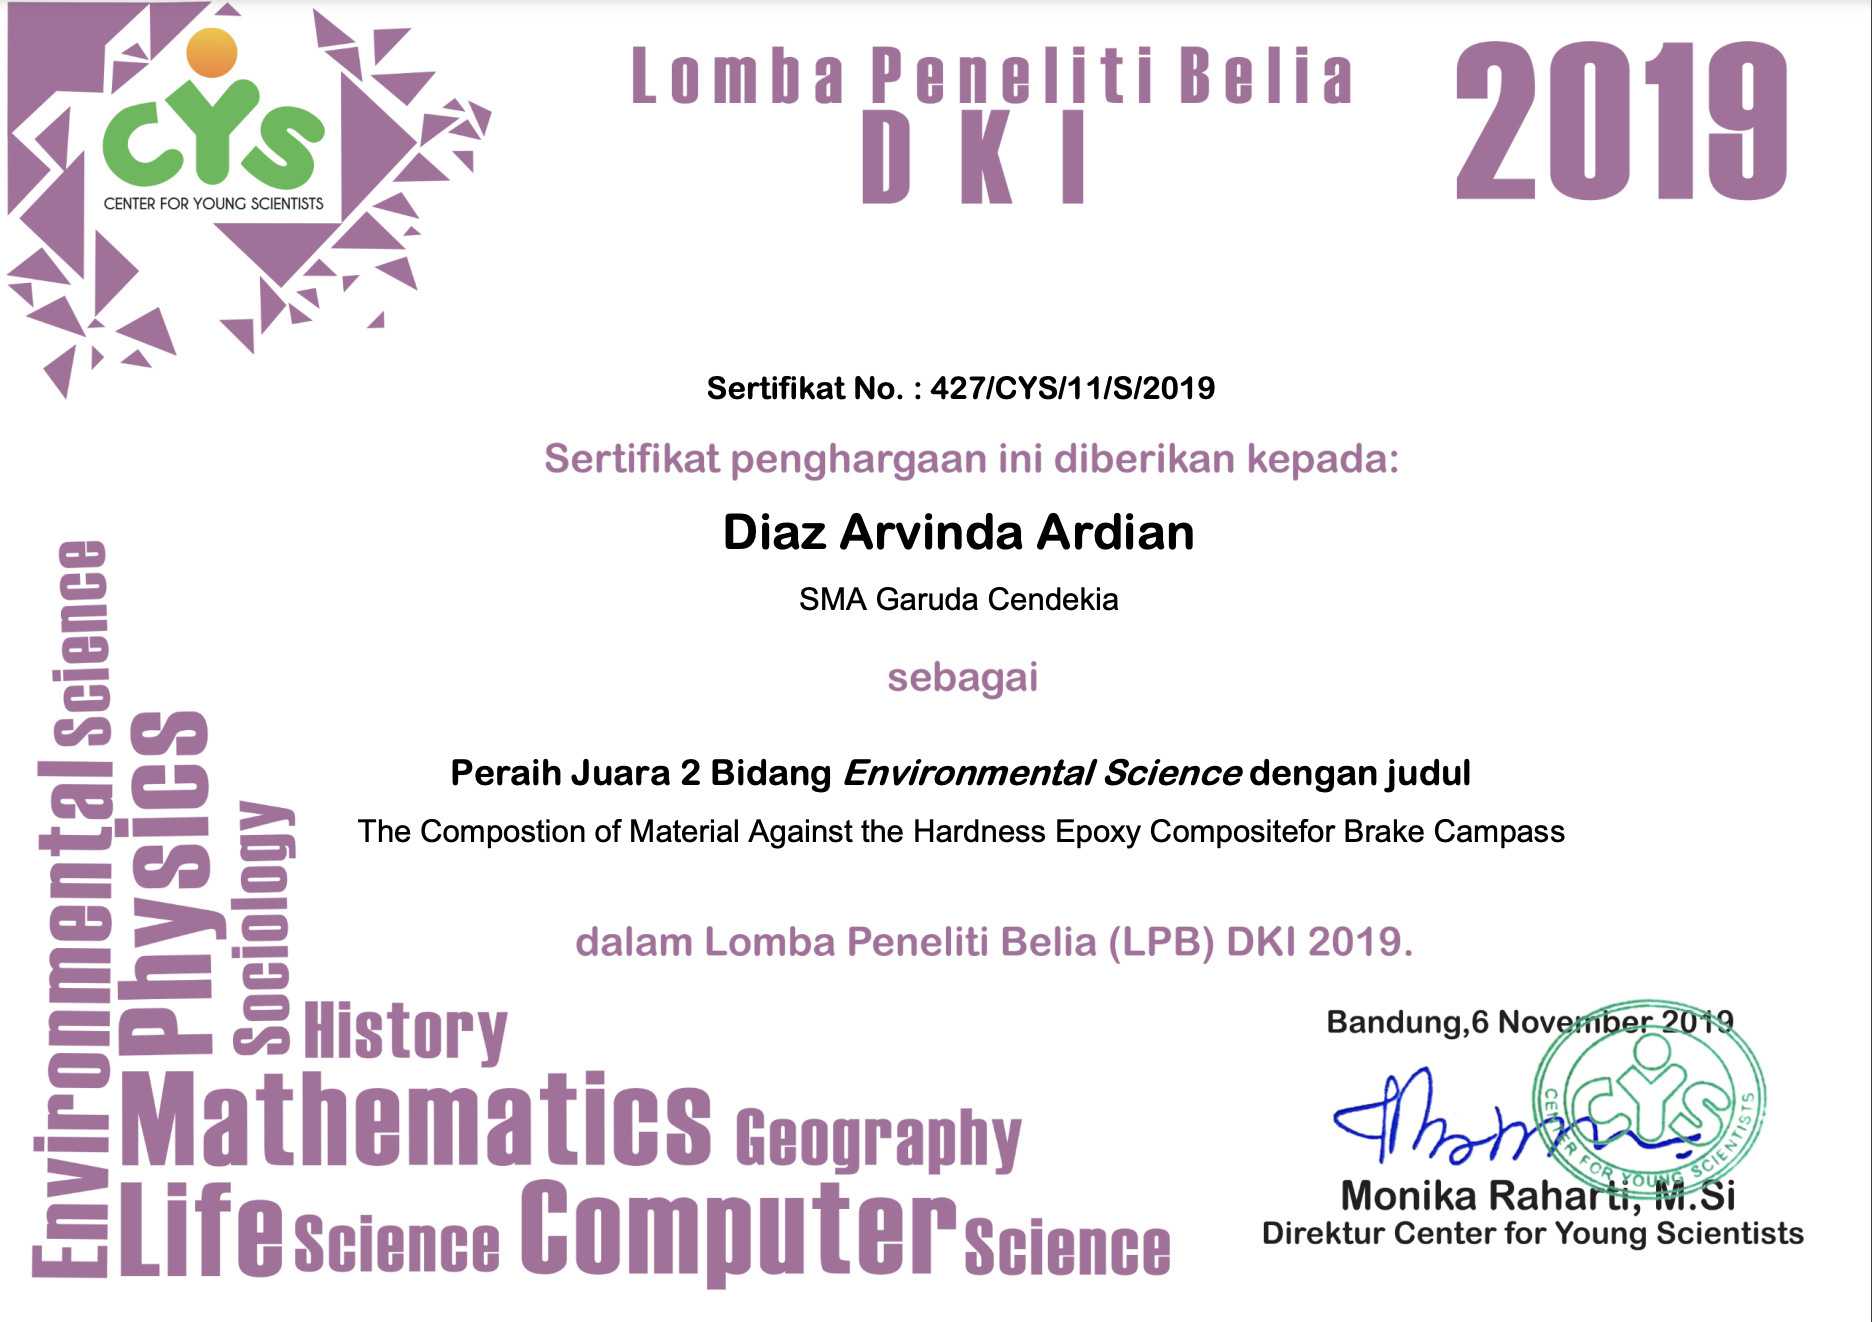 CYS
CENTER FOR YOUNG SCIENTISTS
Lomba Peneliti Belia
DKI
2019
Sertifikat No. : 427/CYS/11/S/2019
Sertifikat penghargaan ini diberikan kepada:
Diaz Arvinda Ardian
SMA Garuda Cendekia
sebagai
Peraih Juara 2 Bidang Environmental Science dengan judul
The Compostion of Material Against the Hardness Epoxy Compositefor Brake Campass
dalam Lomba Peneliti Belia (LPB) DKI 2019.
Environmental Science
Physics
Sociology
History
Mathematics Geography
Life Science Computer Science
Bandung,6 November 2019
CYS
CENTER FOR YOUNG SCIENTISTS
Monika Raharti, M.Si
Direktur Center for Young Scientists